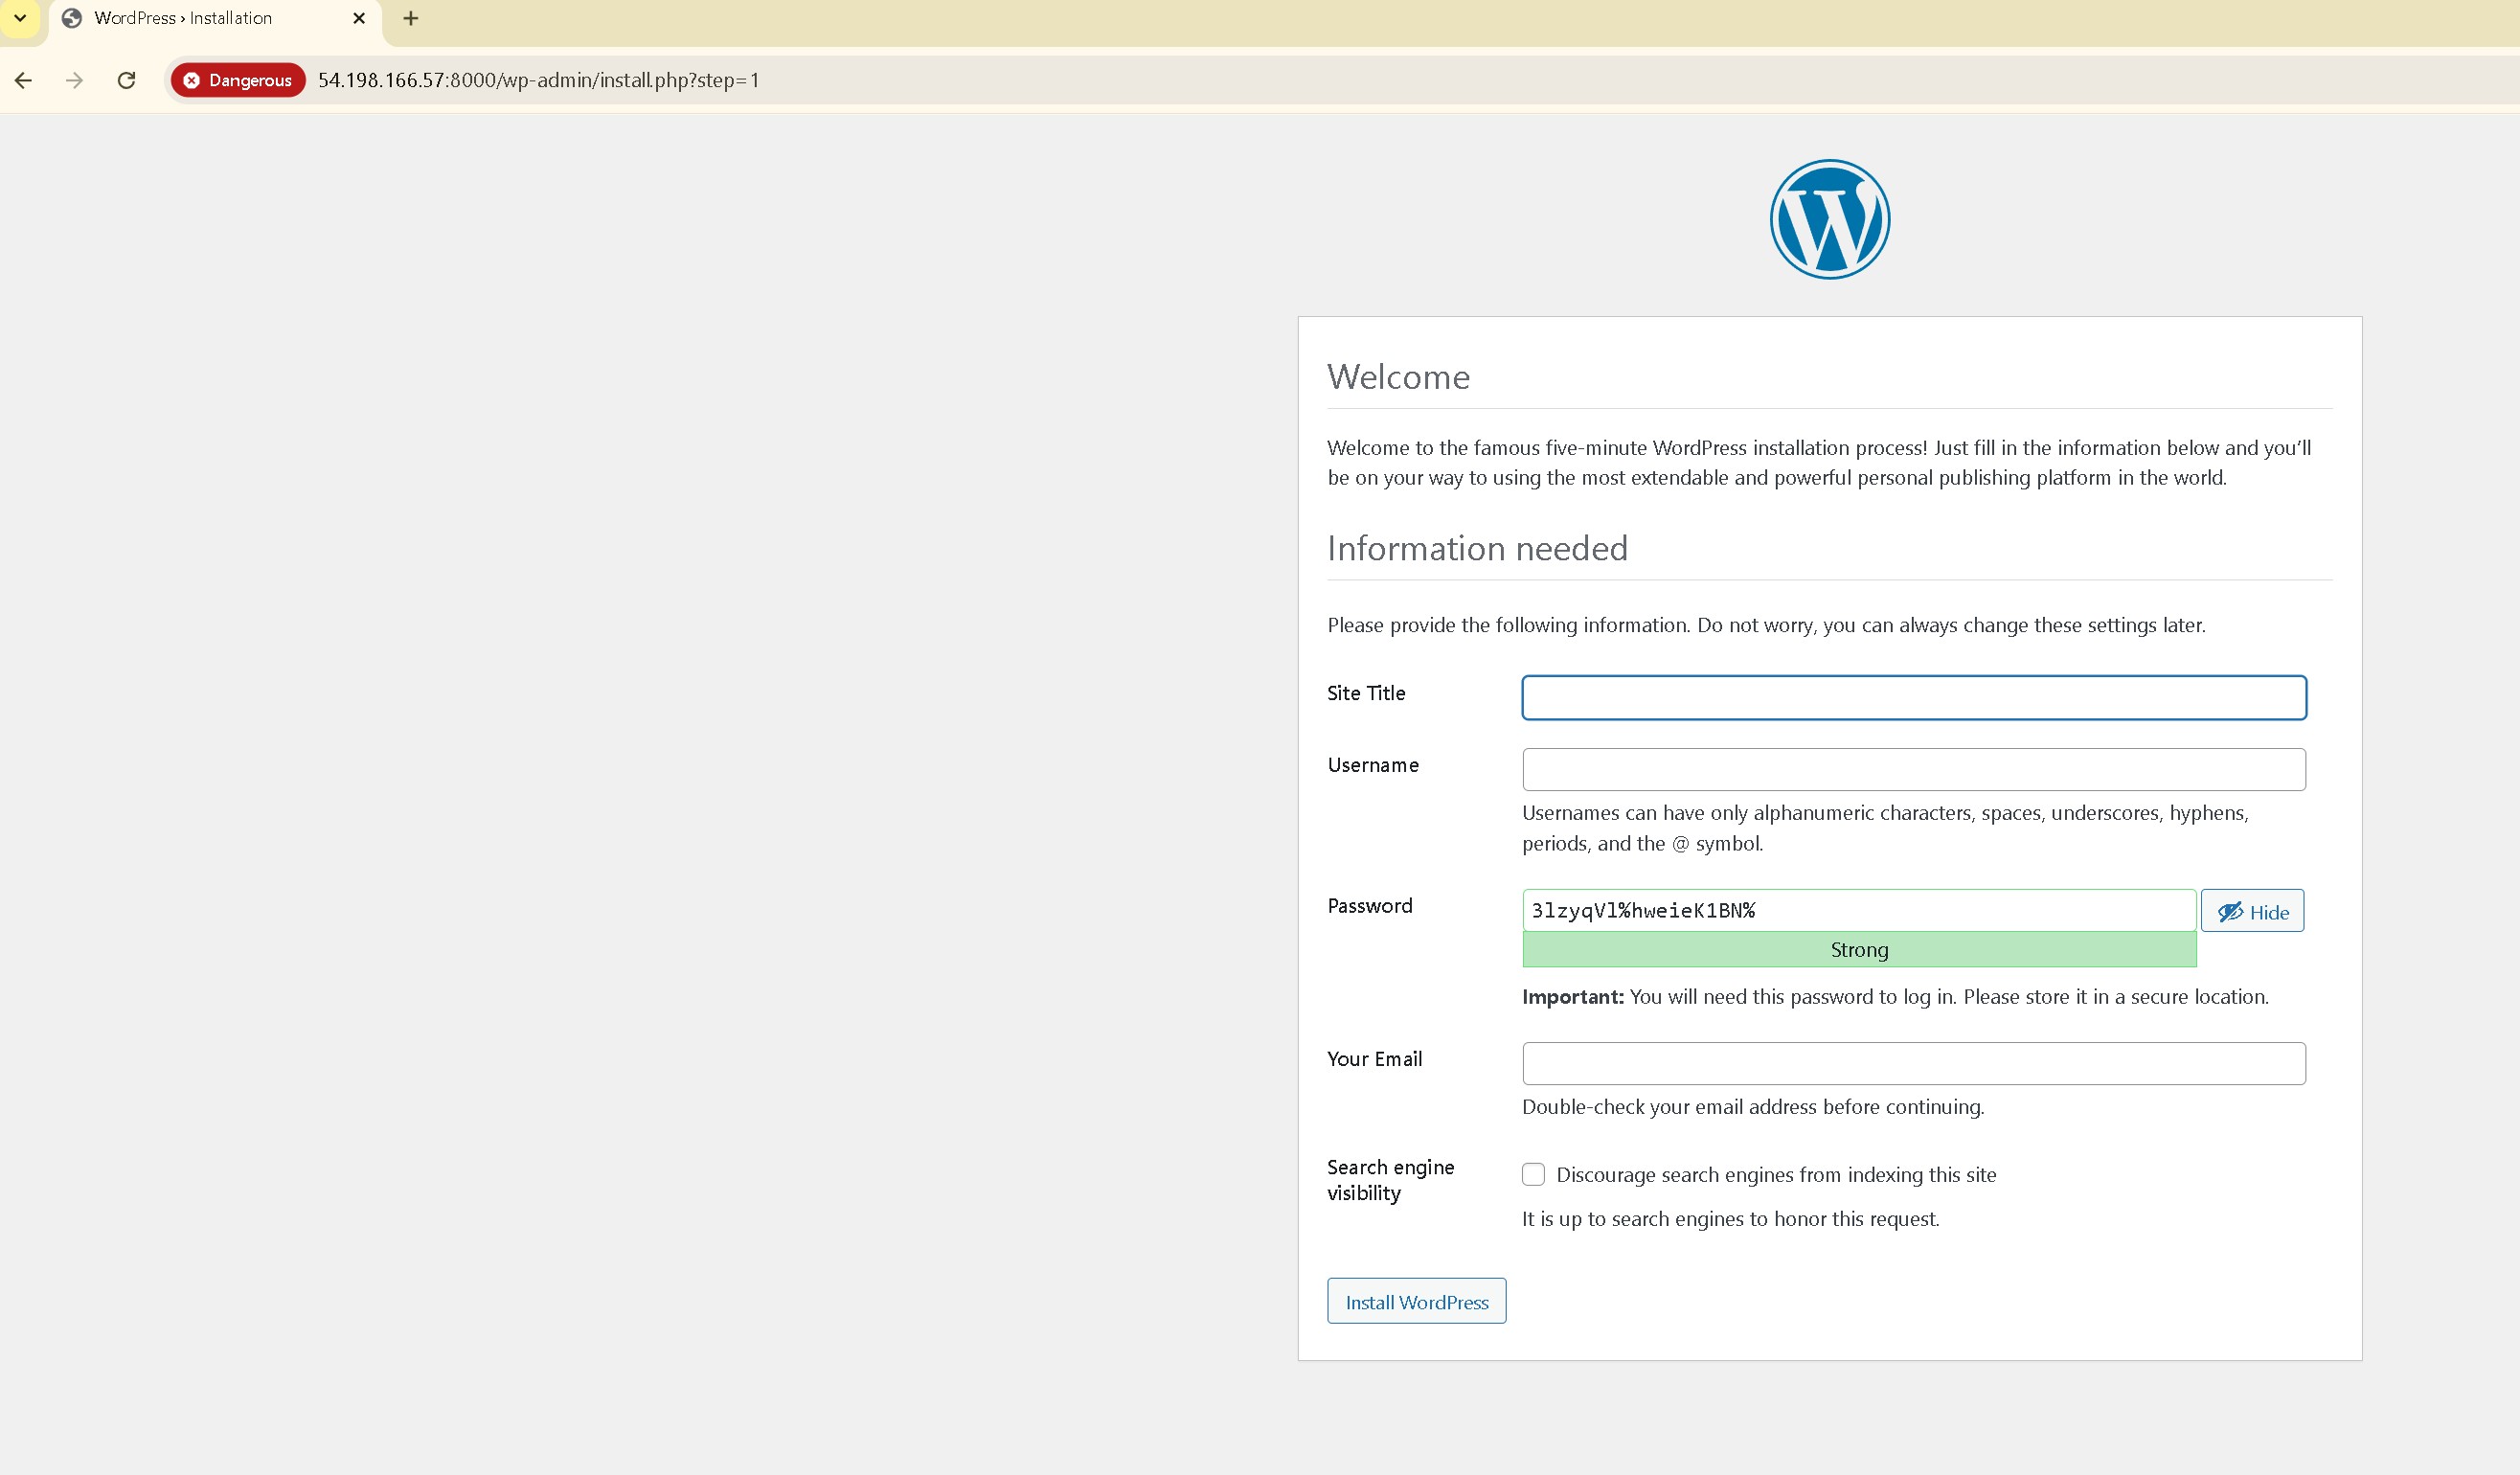 WordPress › Installation
Dangerous 54.198.166.57:8000/wp-admin/install.php?step=1
Welcome
Welcome to the famous five-minute WordPress installation process! Just fill in the information below and you’ll
be on your way to using the most extendable and powerful personal publishing platform in the world.
Information needed
Please provide the following information. Do not worry, you can always change these settings later.
Site Title
Username
Usernames can have only alphanumeric characters, spaces, underscores, hyphens,
periods, and the @ symbol.
Password
3lzyqVl%hweieK1BN%
Hide
Strong
Important: You will need this password to log in. Please store it in a secure location.
Your Email
Double-check your email address before continuing.
Search engine
visibility
Discourage search engines from indexing this site
It is up to search engines to honor this request.
Install WordPress